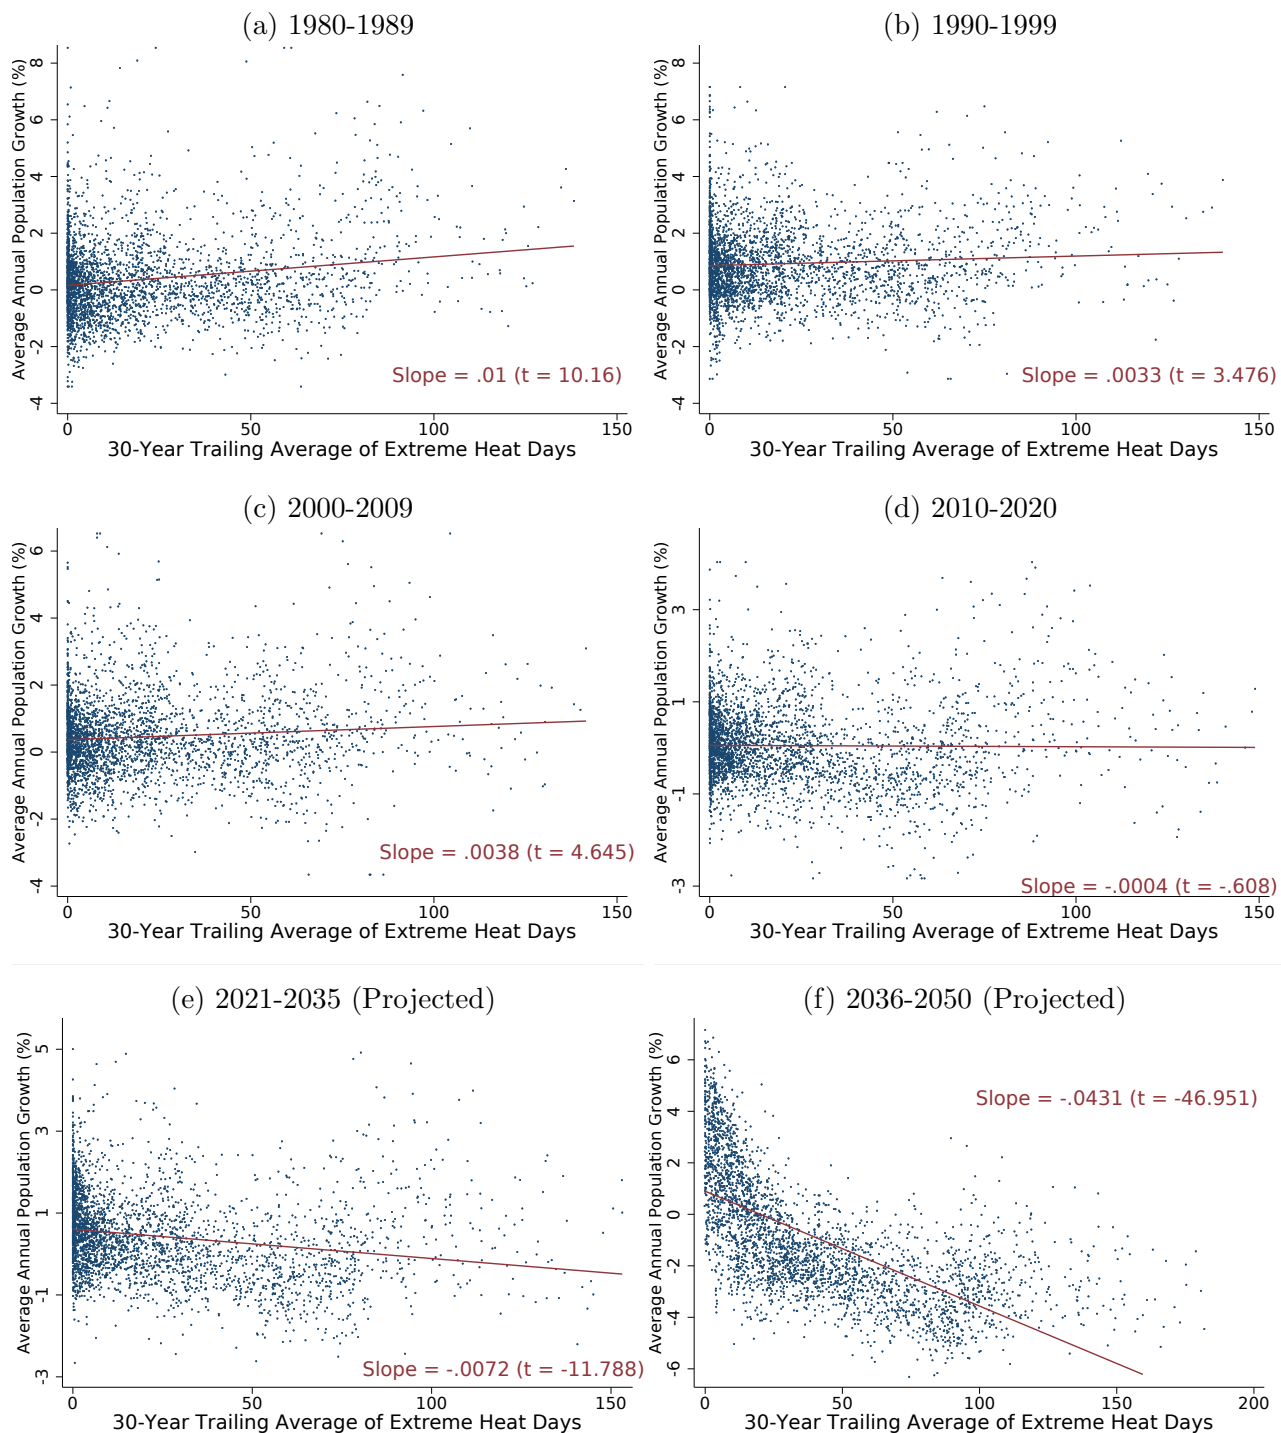 (a) 1980-1989
Average Annual Population Growth (%)
8
6
4
2
0
-2
-4
Slope = .01 (t = 10.16)
0 50 100 150
30-Year Trailing Average of Extreme Heat Days
(b) 1990-1999
Average Annual Population Growth (%)
8
6
4
2
0
-2
-4
Slope = .0033 (t = 3.476)
0 50 100 150
30-Year Trailing Average of Extreme Heat Days
(c) 2000-2009
Average Annual Population Growth (%)
6
4
2
0
-2
-4
Slope = .0038 (t = 4.645)
0 50 100 150
30-Year Trailing Average of Extreme Heat Days
(d) 2010-2020
Average Annual Population Growth (%)
3
1
-1
-3
Slope = -.0004 (t = -.608)
0 50 100 150
30-Year Trailing Average of Extreme Heat Days
(e) 2021-2035 (Projected)
Average Annual Population Growth (%)
5
3
1
-1
-3
Slope = -.0072 (t = -11.788)
0 50 100 150
30-Year Trailing Average of Extreme Heat Days
(f) 2036-2050 (Projected)
Average Annual Population Growth (%)
6
4
2
0
-2
-4
-6
Slope = -.0431 (t = -46.951)
0 50 100 150 200
30-Year Trailing Average of Extreme Heat Days